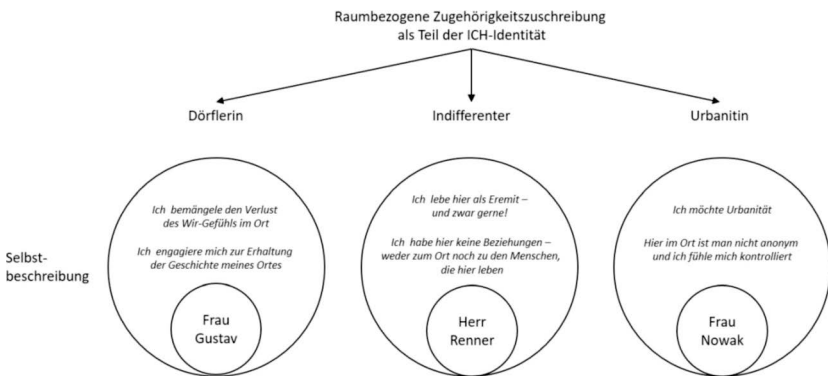 Raumbezogene Zugehörigkeitszuschreibung
als Teil der ICH-Identität
Dörflerin
Indifferenter
Urbanitin
Selbst-
beschreibung
Ich bemängele den Verlust
des Wir-Gefühls im Ort
Ich engagiere mich zur Erhaltung
der Geschichte meines Ortes
Frau
Gustav
Ich lebe hier als Eremit –
und zwar gerne!
Ich habe hier keine Beziehungen –
weder zum Ort noch zu den Menschen,
die hier leben
Herr
Renner
Ich möchte Urbanität
Hier im Ort ist man nicht anonym
und ich fühle mich kontrolliert
Frau
Nowak